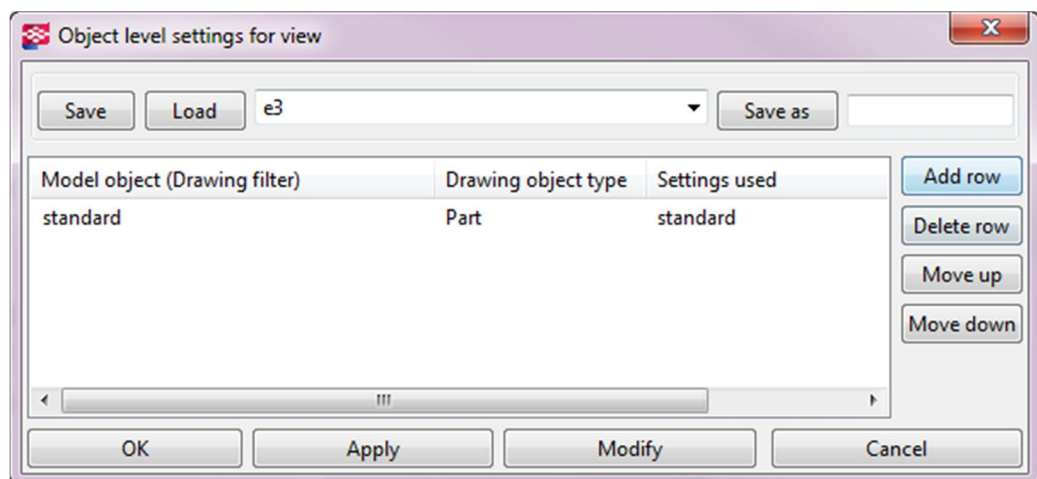 Object level settings for view
Save Load e3 Save as
Model object (Drawing filter) Drawing object type Settings used Add row
standard Part standard
Delete row
Move up
Move down
OK Apply Modify Cancel